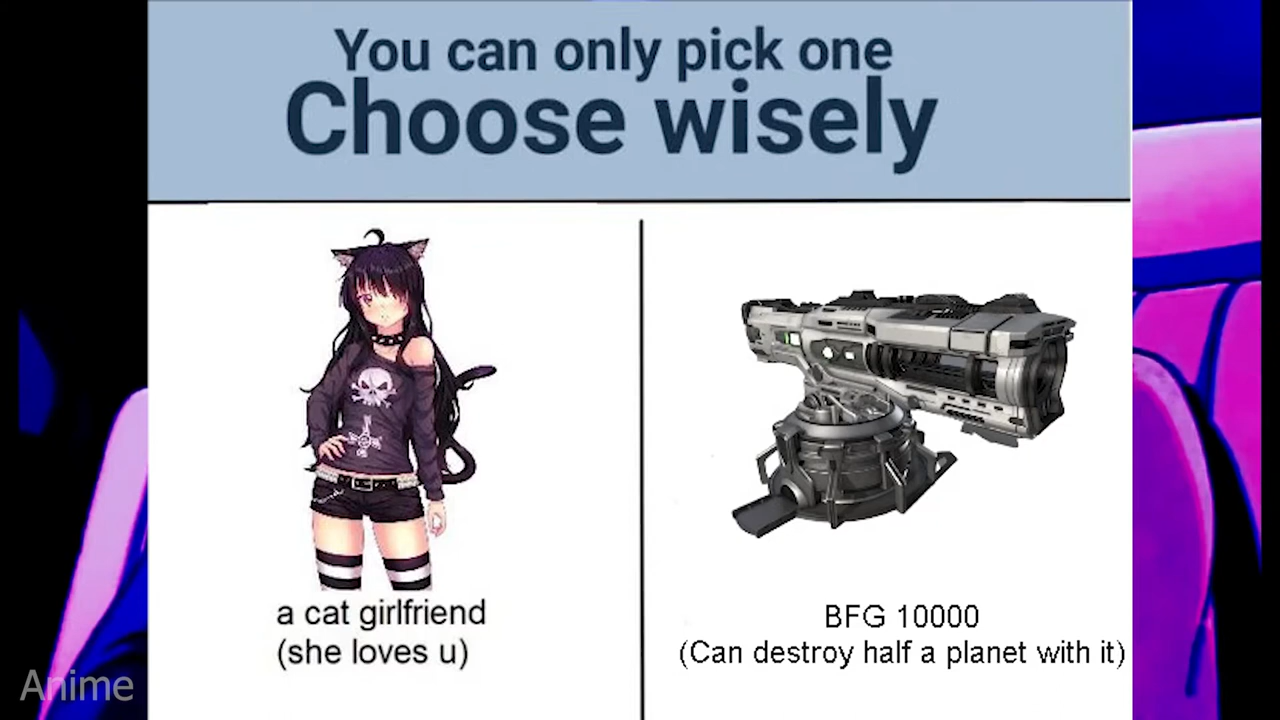 You can only pick one
Choose wisely
a cat girlfriend
(she loves u)
BFG 10000
(Can destroy half a planet with it)
Anime